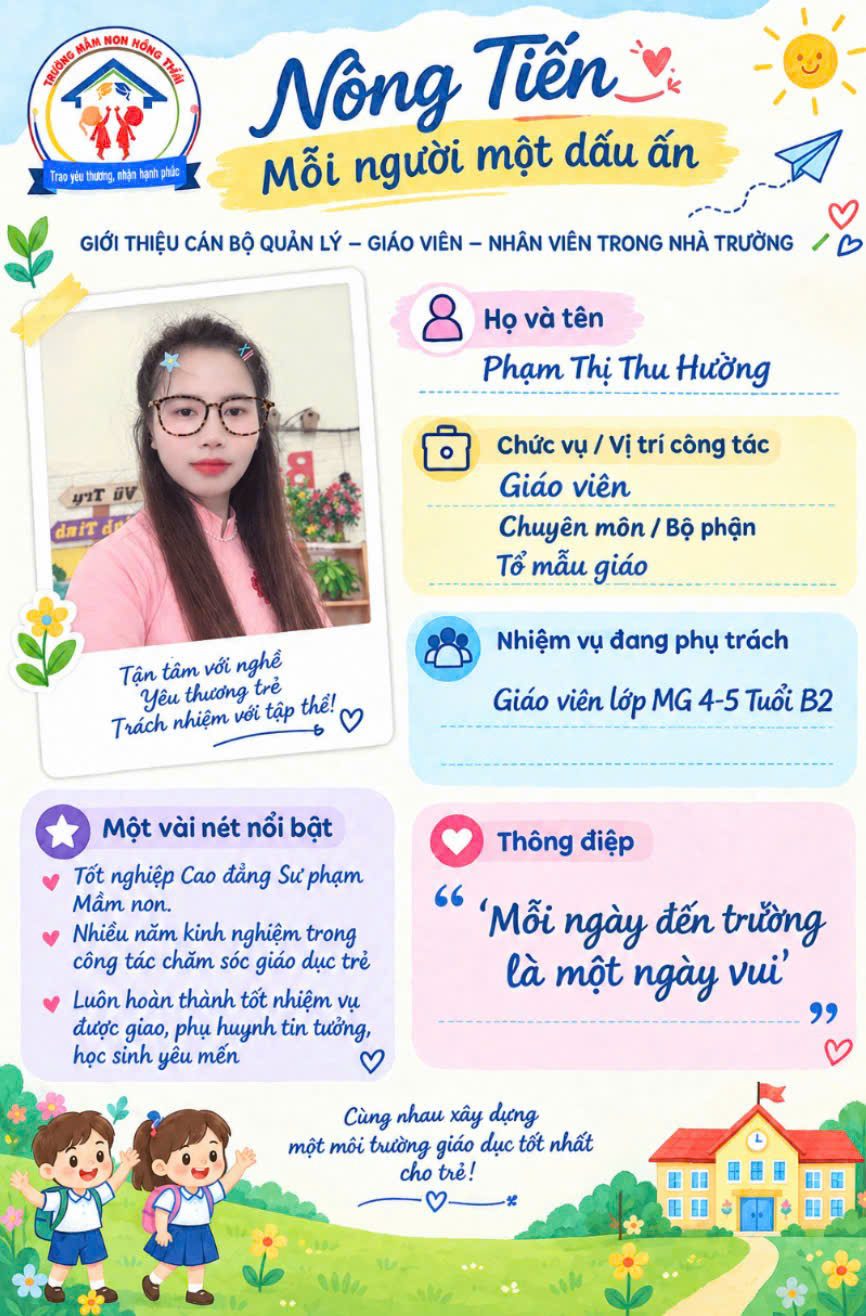 TRƯỜNG MẦM NON HỒNG THÁI
Trao yêu thương, nhận hạnh phúc
Nông Tiến
Mỗi người một dấu ấn
GIỚI THIỆU CÁN BỘ QUẢN LÝ – GIÁO VIÊN – NHÂN VIÊN TRONG NHÀ TRƯỜNG
Họ và tên
Phạm Thị Thu Hường
Chức vụ / Vị trí công tác
Giáo viên
Chuyên môn / Bộ phận
Tổ mẫu giáo
Nhiệm vụ đang phụ trách
Giáo viên lớp MG 4-5 Tuổi B2
Tận tâm với nghề
Yêu thương trẻ
Trách nhiệm với tập thể!
Một vài nét nổi bật
Tốt nghiệp Cao đẳng Sư phạm
Mầm non.
Nhiều năm kinh nghiệm trong
công tác chăm sóc giáo dục trẻ
Luôn hoàn thành tốt nhiệm vụ
được giao, phụ huynh tin tưởng,
học sinh yêu mến
Thông điệp
“ ‘Mỗi ngày đến trường
là một ngày vui’ ”
Cùng nhau xây dựng
một môi trường giáo dục tốt nhất
cho trẻ!